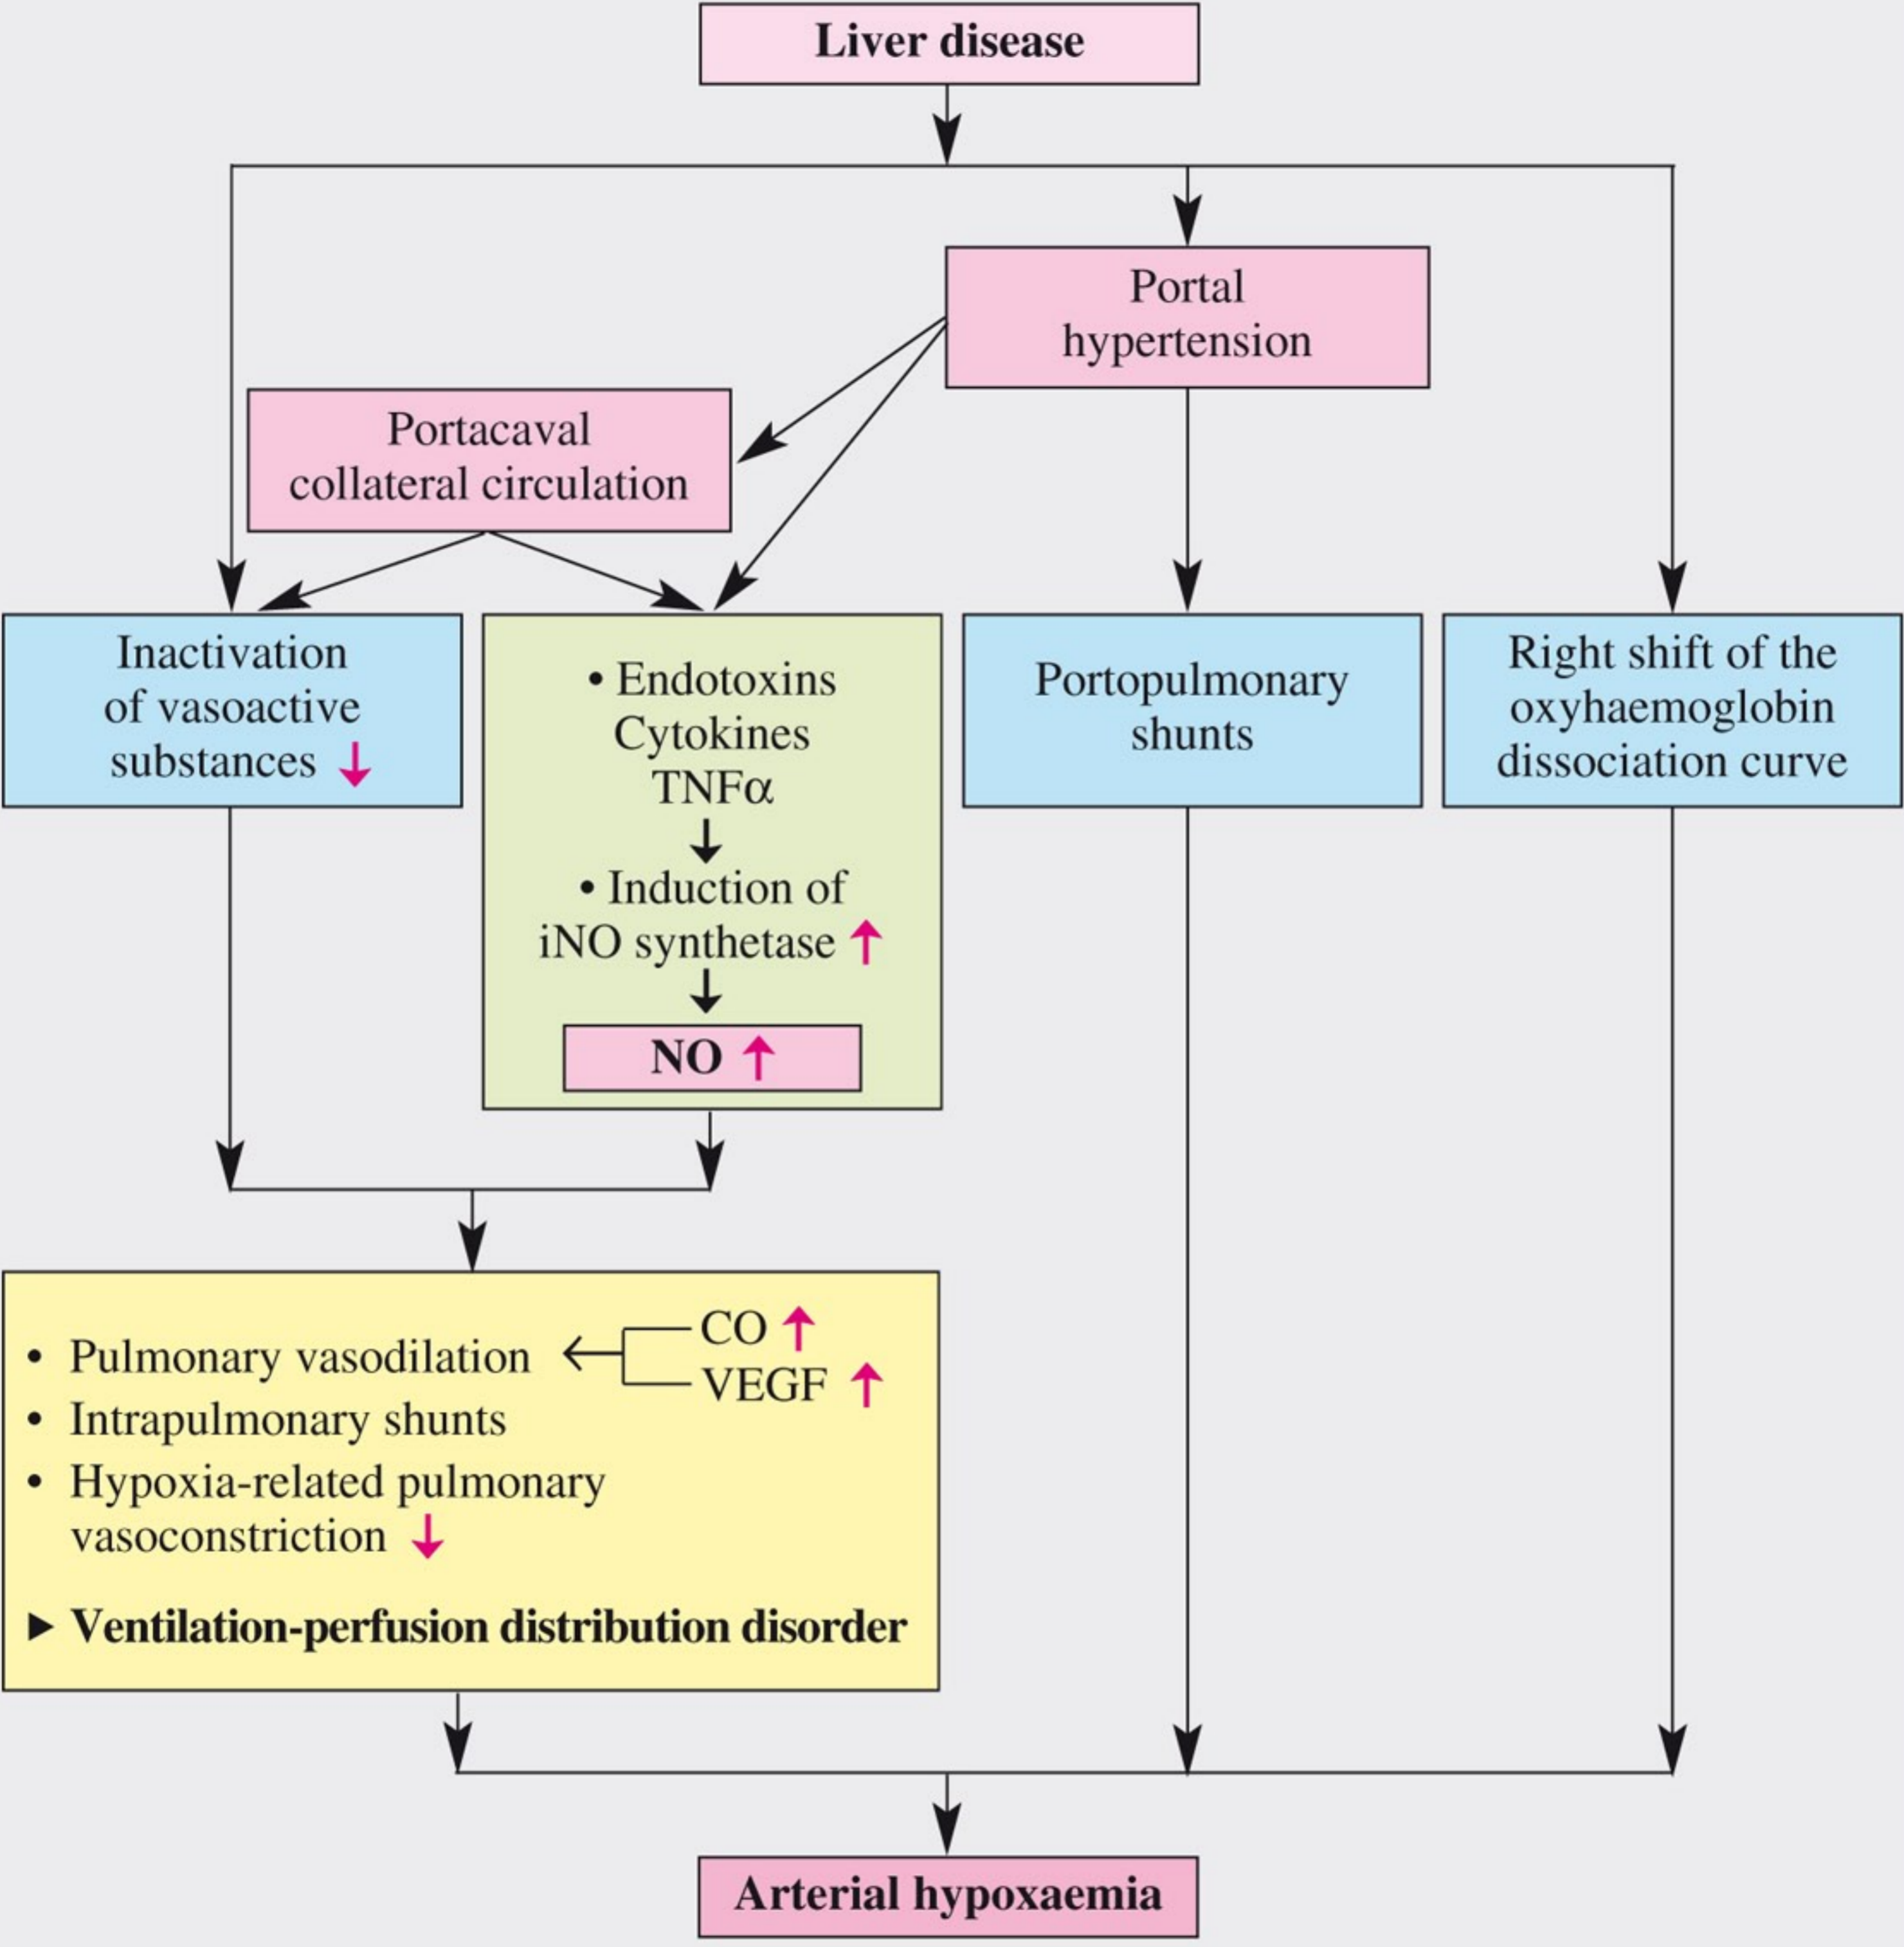 Liver disease
Portal
hypertension
Portacaval
collateral circulation
Inactivation
of vasoactive
substances ↓
• Endotoxins
Cytokines
TNFα
↓
• Induction of
iNO synthetase ↑
↓
NO ↑
Portopulmonary
shunts
Right shift of the
oxyhaemoglobin
dissociation curve
• Pulmonary vasodilation
CO ↑
VEGF ↑
• Intrapulmonary shunts
• Hypoxia-related pulmonary
vasoconstriction ↓
► Ventilation-perfusion distribution disorder
Arterial hypoxaemia